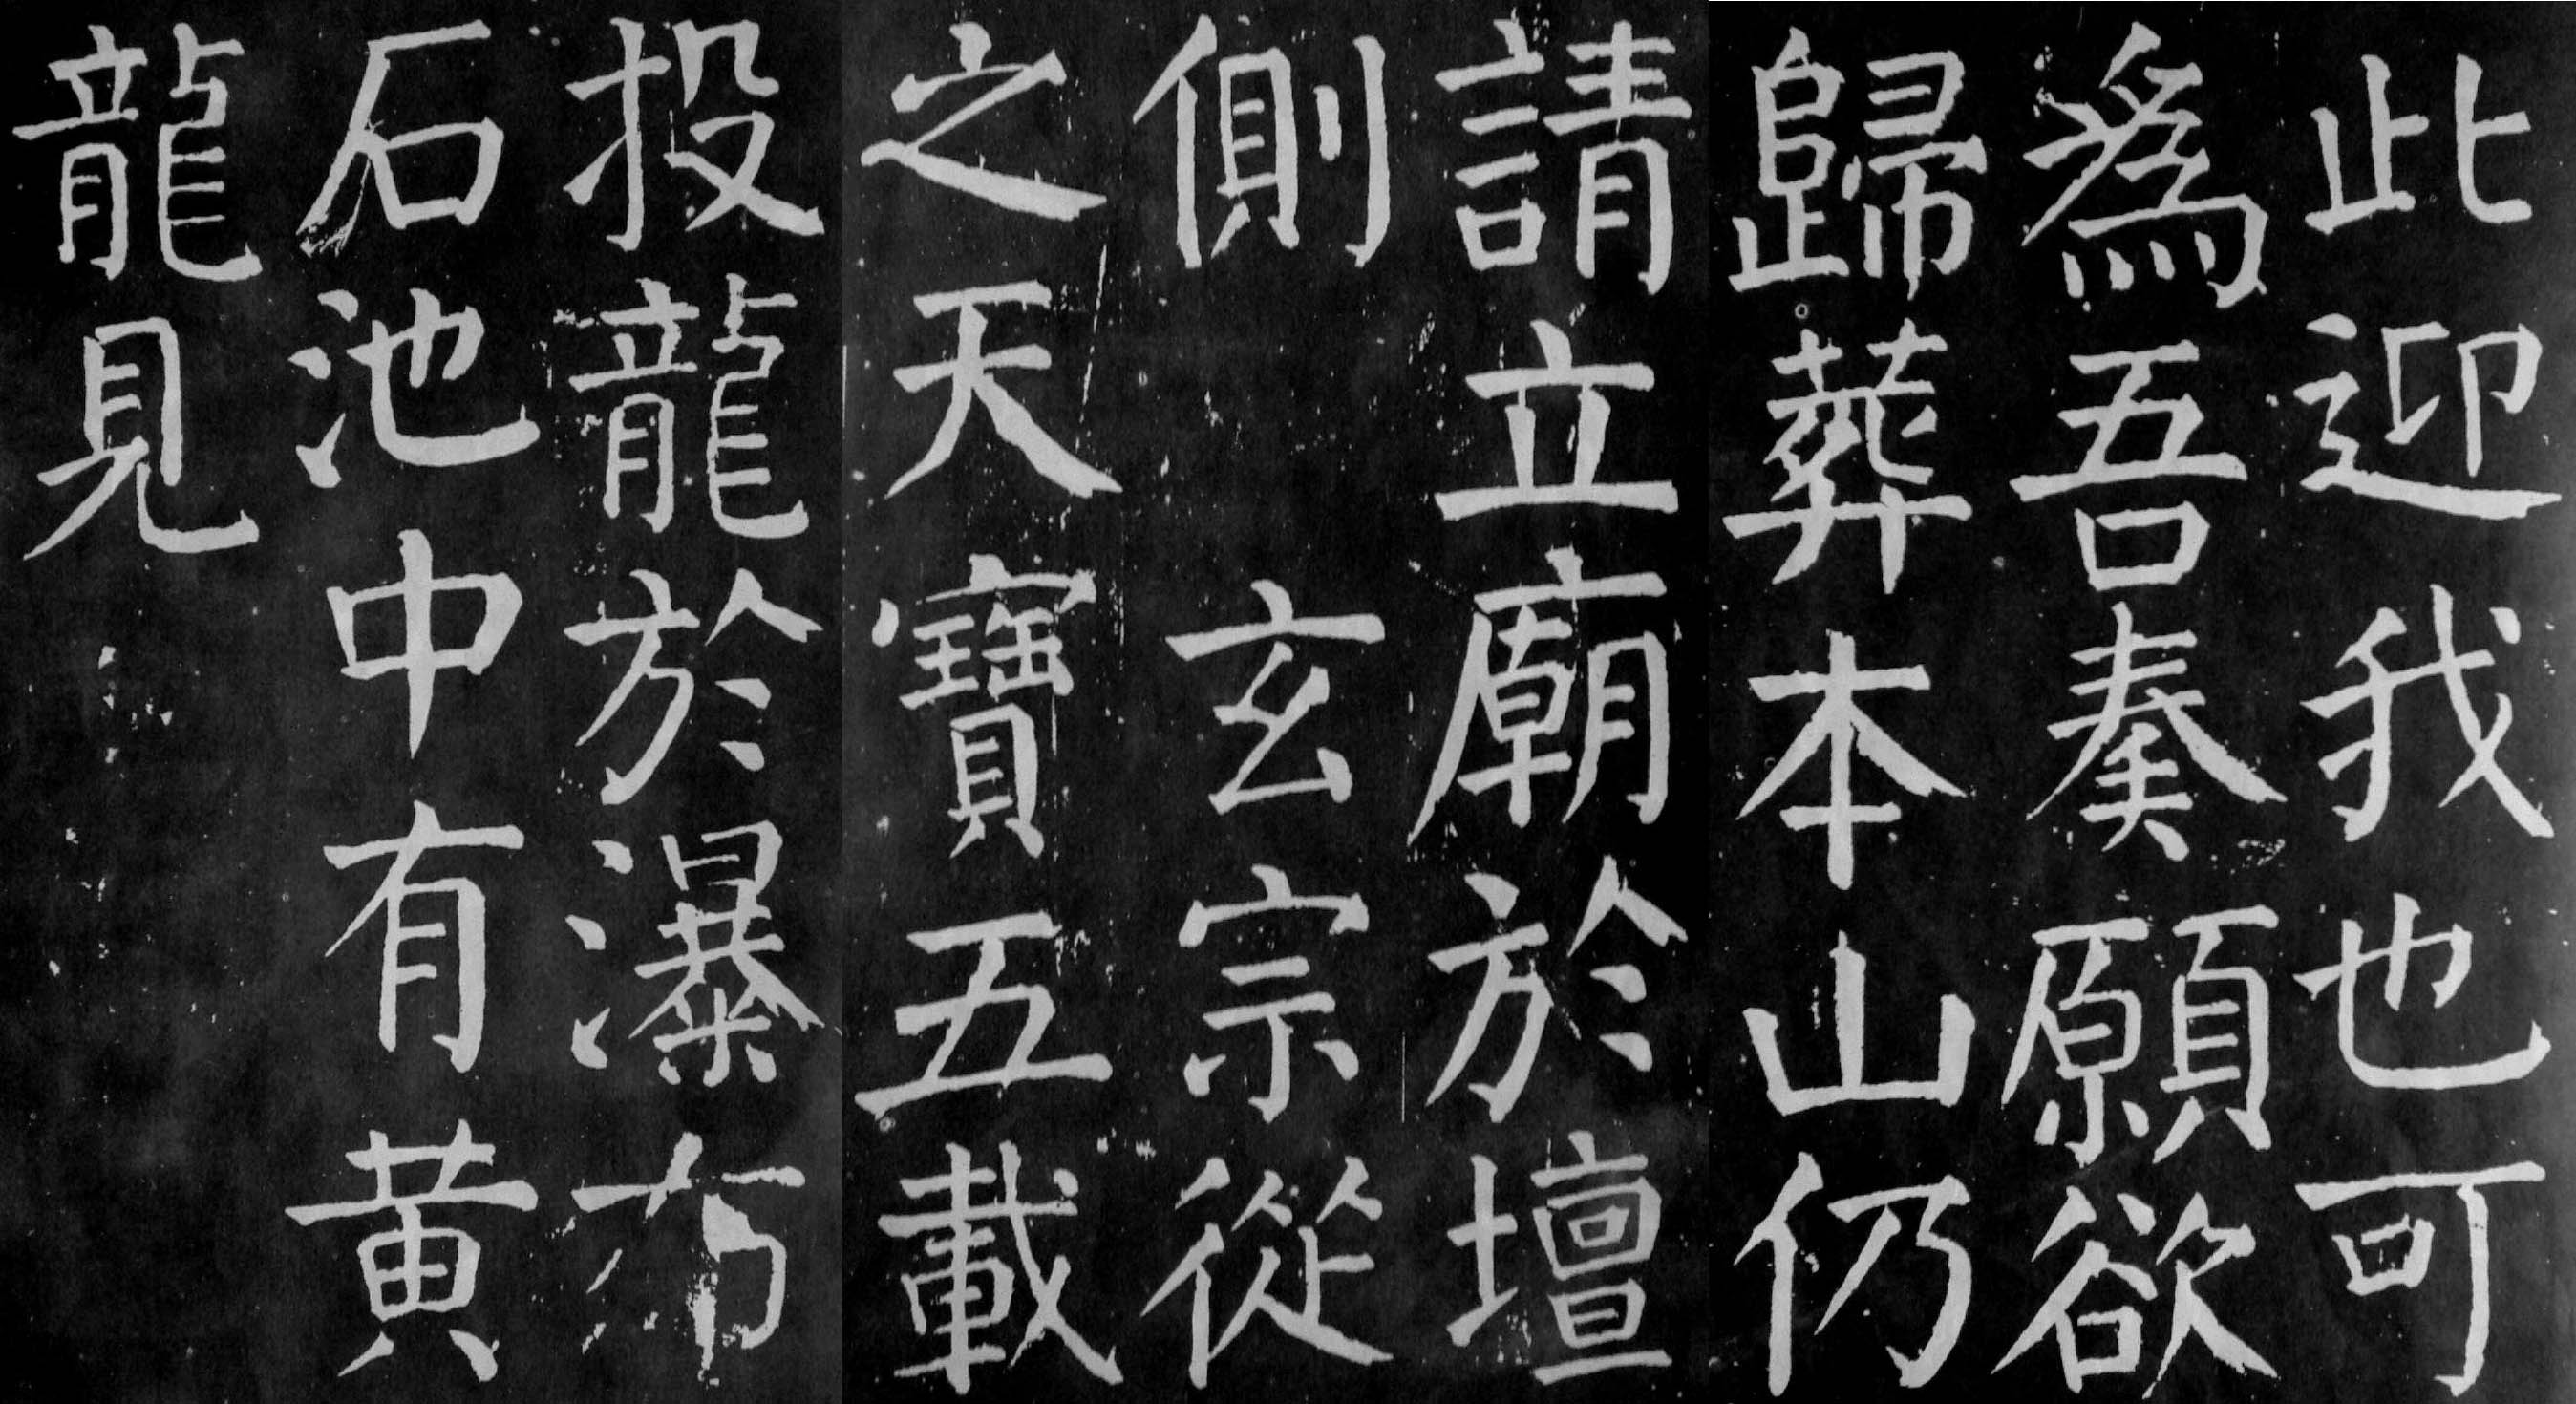 此迎我也可
爲吾奏願欲
歸葬本山仍
請立廟於壇
側玄宗從
之天寶五載
投龍於瀑布
石池中有黄
龍見